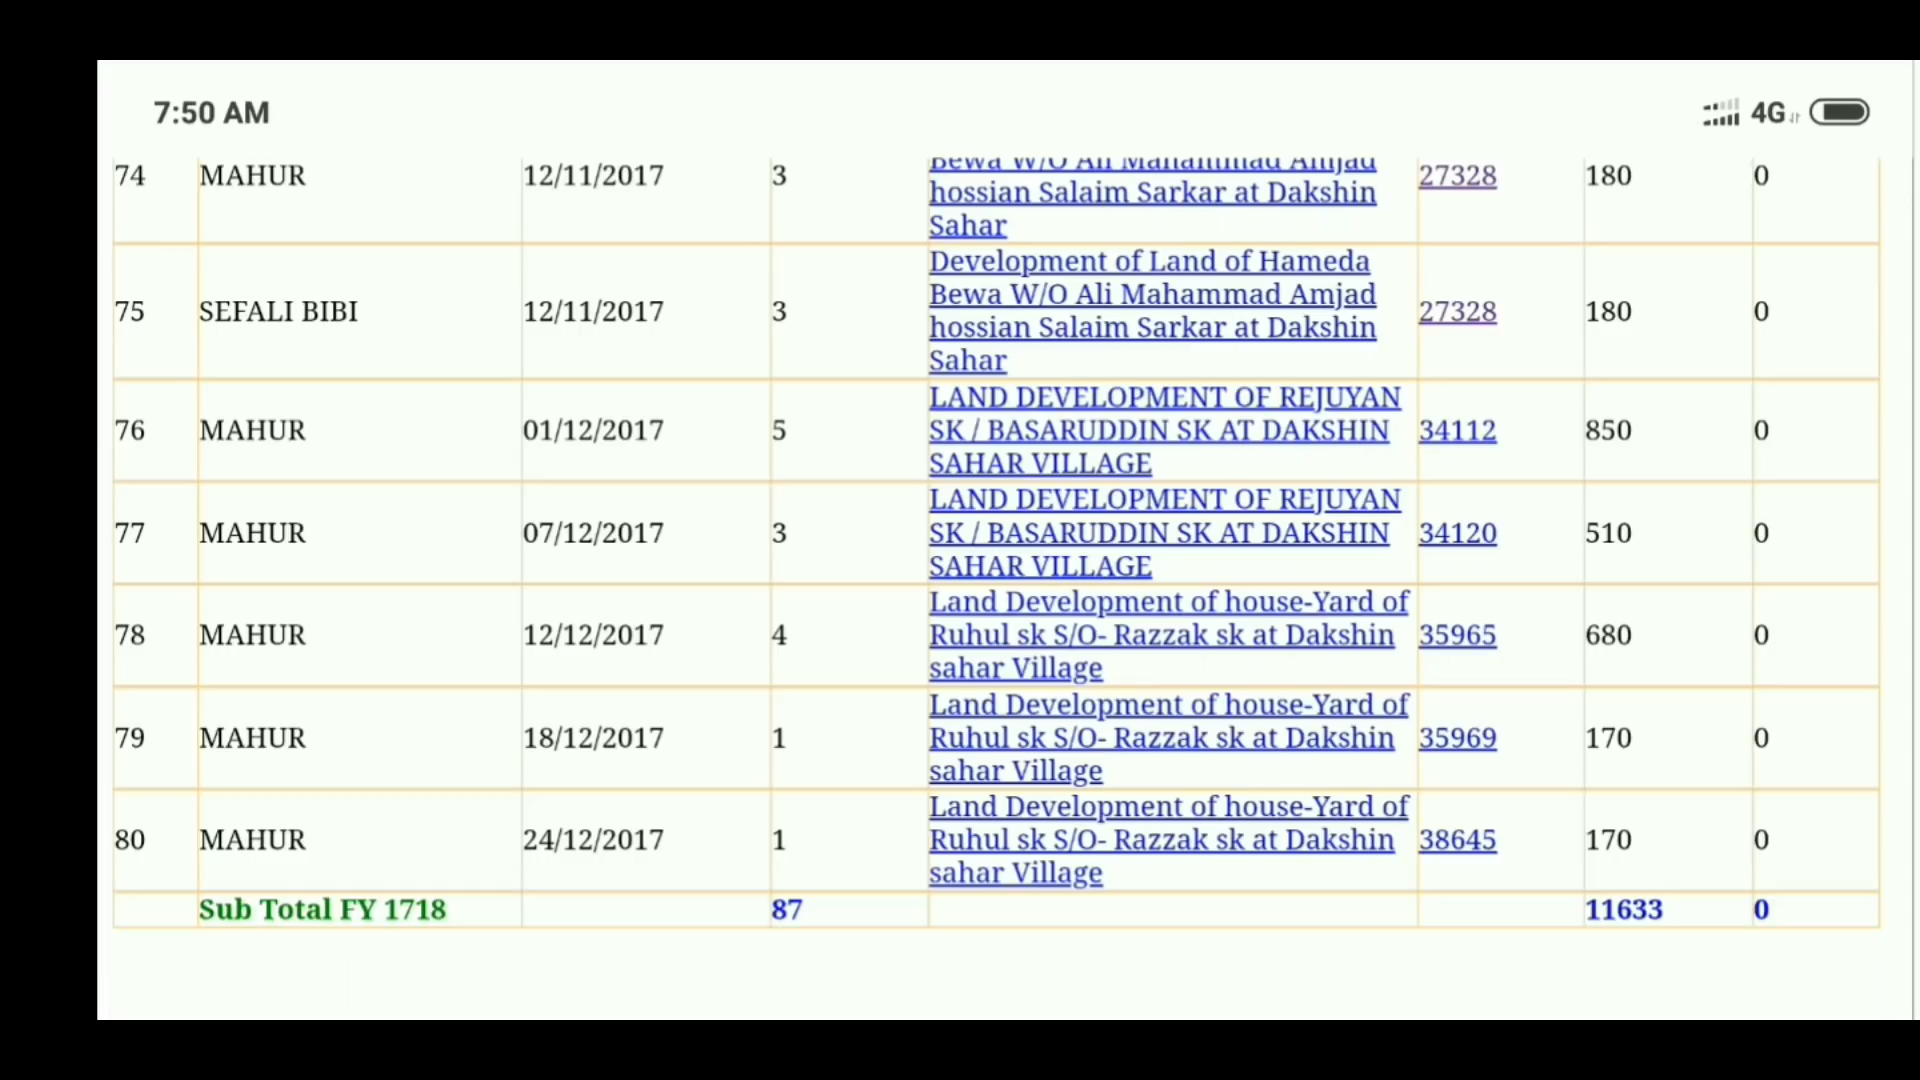 7:50 AM
4G
74 MAHUR 12/11/2017 3 Bewa W/O Ali Mahammad Amjad hossian Salaim Sarkar at Dakshin Sahar 27328 180 0
75 SEFALI BIBI 12/11/2017 3 Development of Land of Hameda Bewa W/O Ali Mahammad Amjad hossian Salaim Sarkar at Dakshin Sahar 27328 180 0
76 MAHUR 01/12/2017 5 LAND DEVELOPMENT OF REJUYAN SK / BASARUDDIN SK AT DAKSHIN SAHAR VILLAGE 34112 850 0
77 MAHUR 07/12/2017 3 LAND DEVELOPMENT OF REJUYAN SK / BASARUDDIN SK AT DAKSHIN SAHAR VILLAGE 34120 510 0
78 MAHUR 12/12/2017 4 Land Development of house-Yard of Ruhul sk S/O- Razzak sk at Dakshin sahar Village 35965 680 0
79 MAHUR 18/12/2017 1 Land Development of house-Yard of Ruhul sk S/O- Razzak sk at Dakshin sahar Village 35969 170 0
80 MAHUR 24/12/2017 1 Land Development of house-Yard of Ruhul sk S/O- Razzak sk at Dakshin sahar Village 38645 170 0
Sub Total FY 1718 87 11633 0